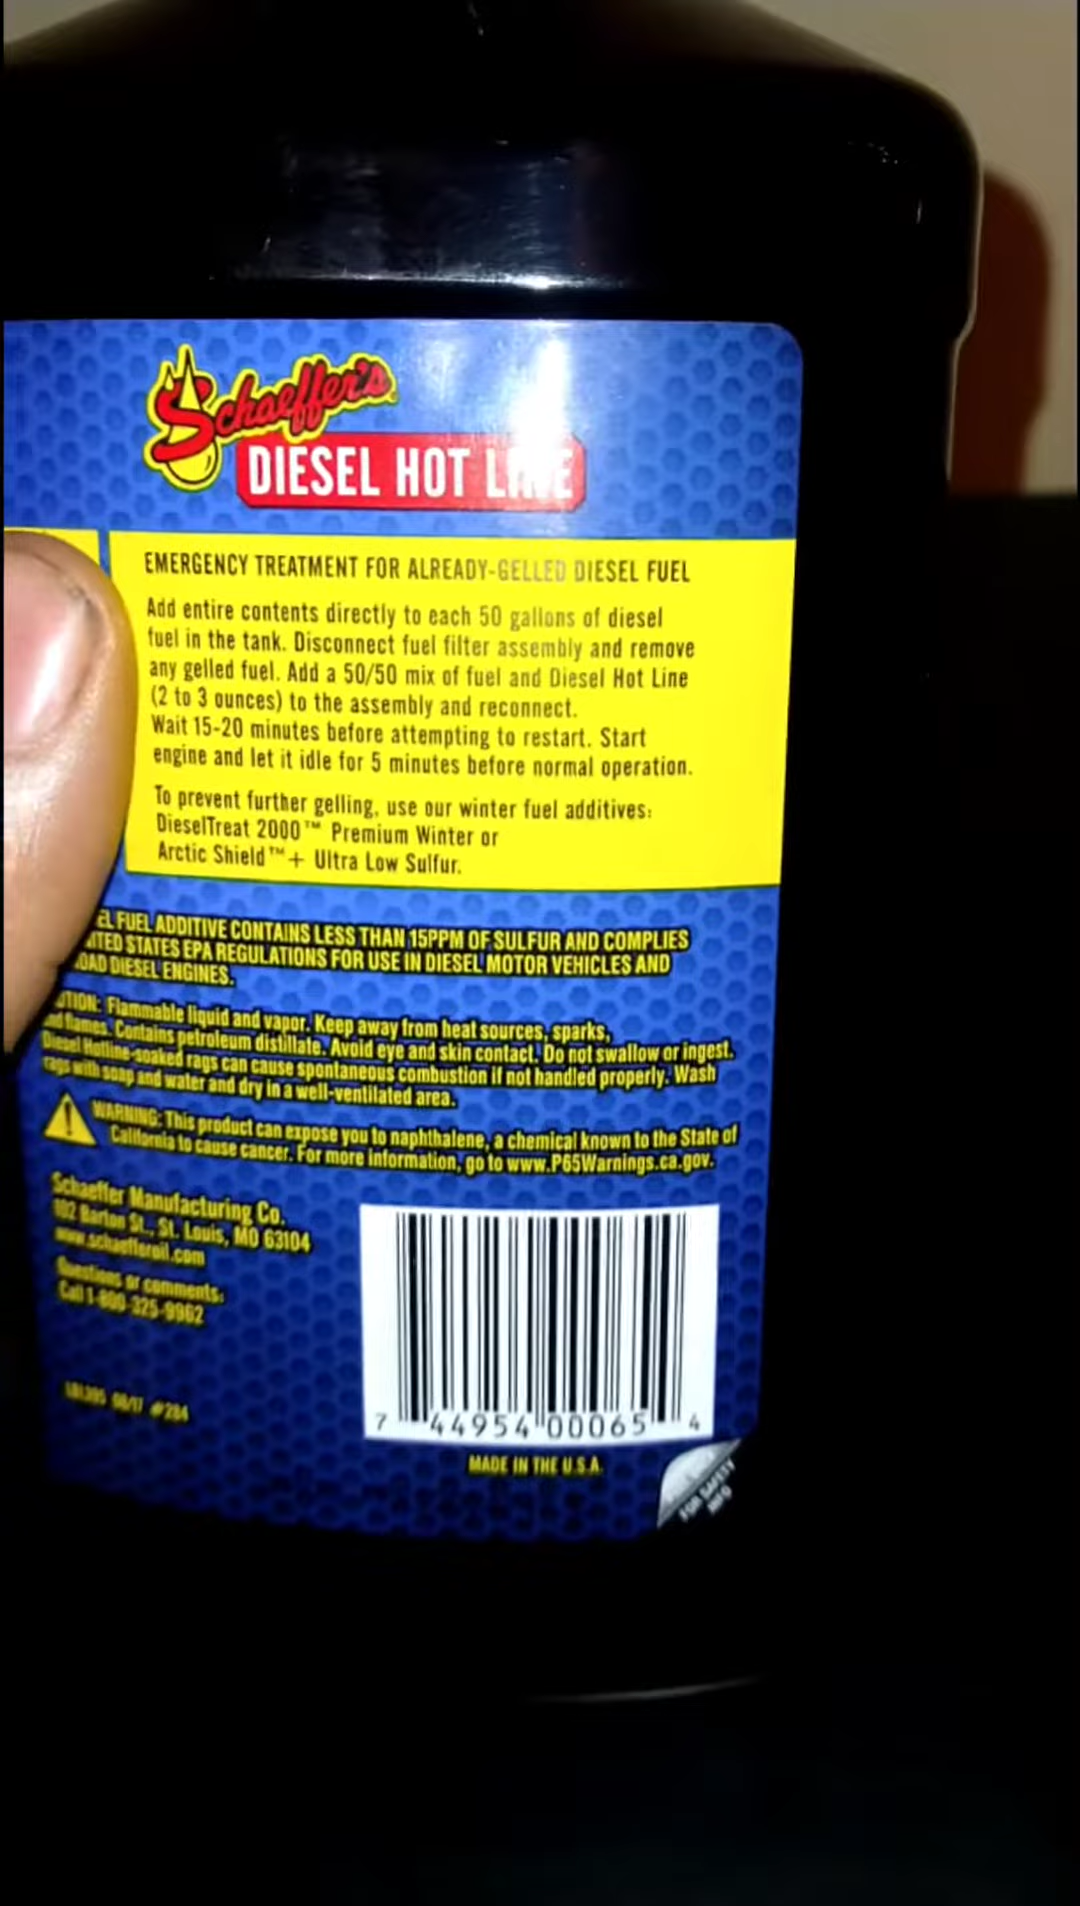 Schaeffer's
DIESEL HOT LINE
EMERGENCY TREATMENT FOR ALREADY-GELLED DIESEL FUEL
Add entire contents directly to each 50 gallons of diesel
fuel in the tank. Disconnect fuel filter assembly and remove
any gelled fuel. Add a 50/50 mix of fuel and Diesel Hot Line
(2 to 3 ounces) to the assembly and reconnect.
Wait 15-20 minutes before attempting to restart. Start
engine and let it idle for 5 minutes before normal operation.
To prevent further gelling, use our winter fuel additives:
DieselTreat 2000™ Premium Winter or
Arctic Shield™+ Ultra Low Sulfur.
EL FUEL ADDITIVE CONTAINS LESS THAN 15PPM OF SULFUR AND COMPLIES
ITED STATES EPA REGULATIONS FOR USE IN DIESEL MOTOR VEHICLES AND
OAD DIESEL ENGINES.
UTION: Flammable liquid and vapor. Keep away from heat sources, sparks,
and flames. Contains petroleum distillate. Avoid eye and skin contact. Do not swallow or ingest.
Diesel Hotline-soaked rags can cause spontaneous combustion if not handled properly. Wash
rags with soap and water and dry in a well-ventilated area.
WARNING: This product can expose you to naphthalene, a chemical known to the State of
California to cause cancer. For more information, go to www.P65Warnings.ca.gov.
Schaeffer Manufacturing Co.
102 Barton St., St. Louis, MO 63104
www.schaefferoil.com
Questions or comments:
Call 1-800-325-9962
#284
7 44954 00065 4
MADE IN THE U.S.A.
FOR SAFETY
INFO